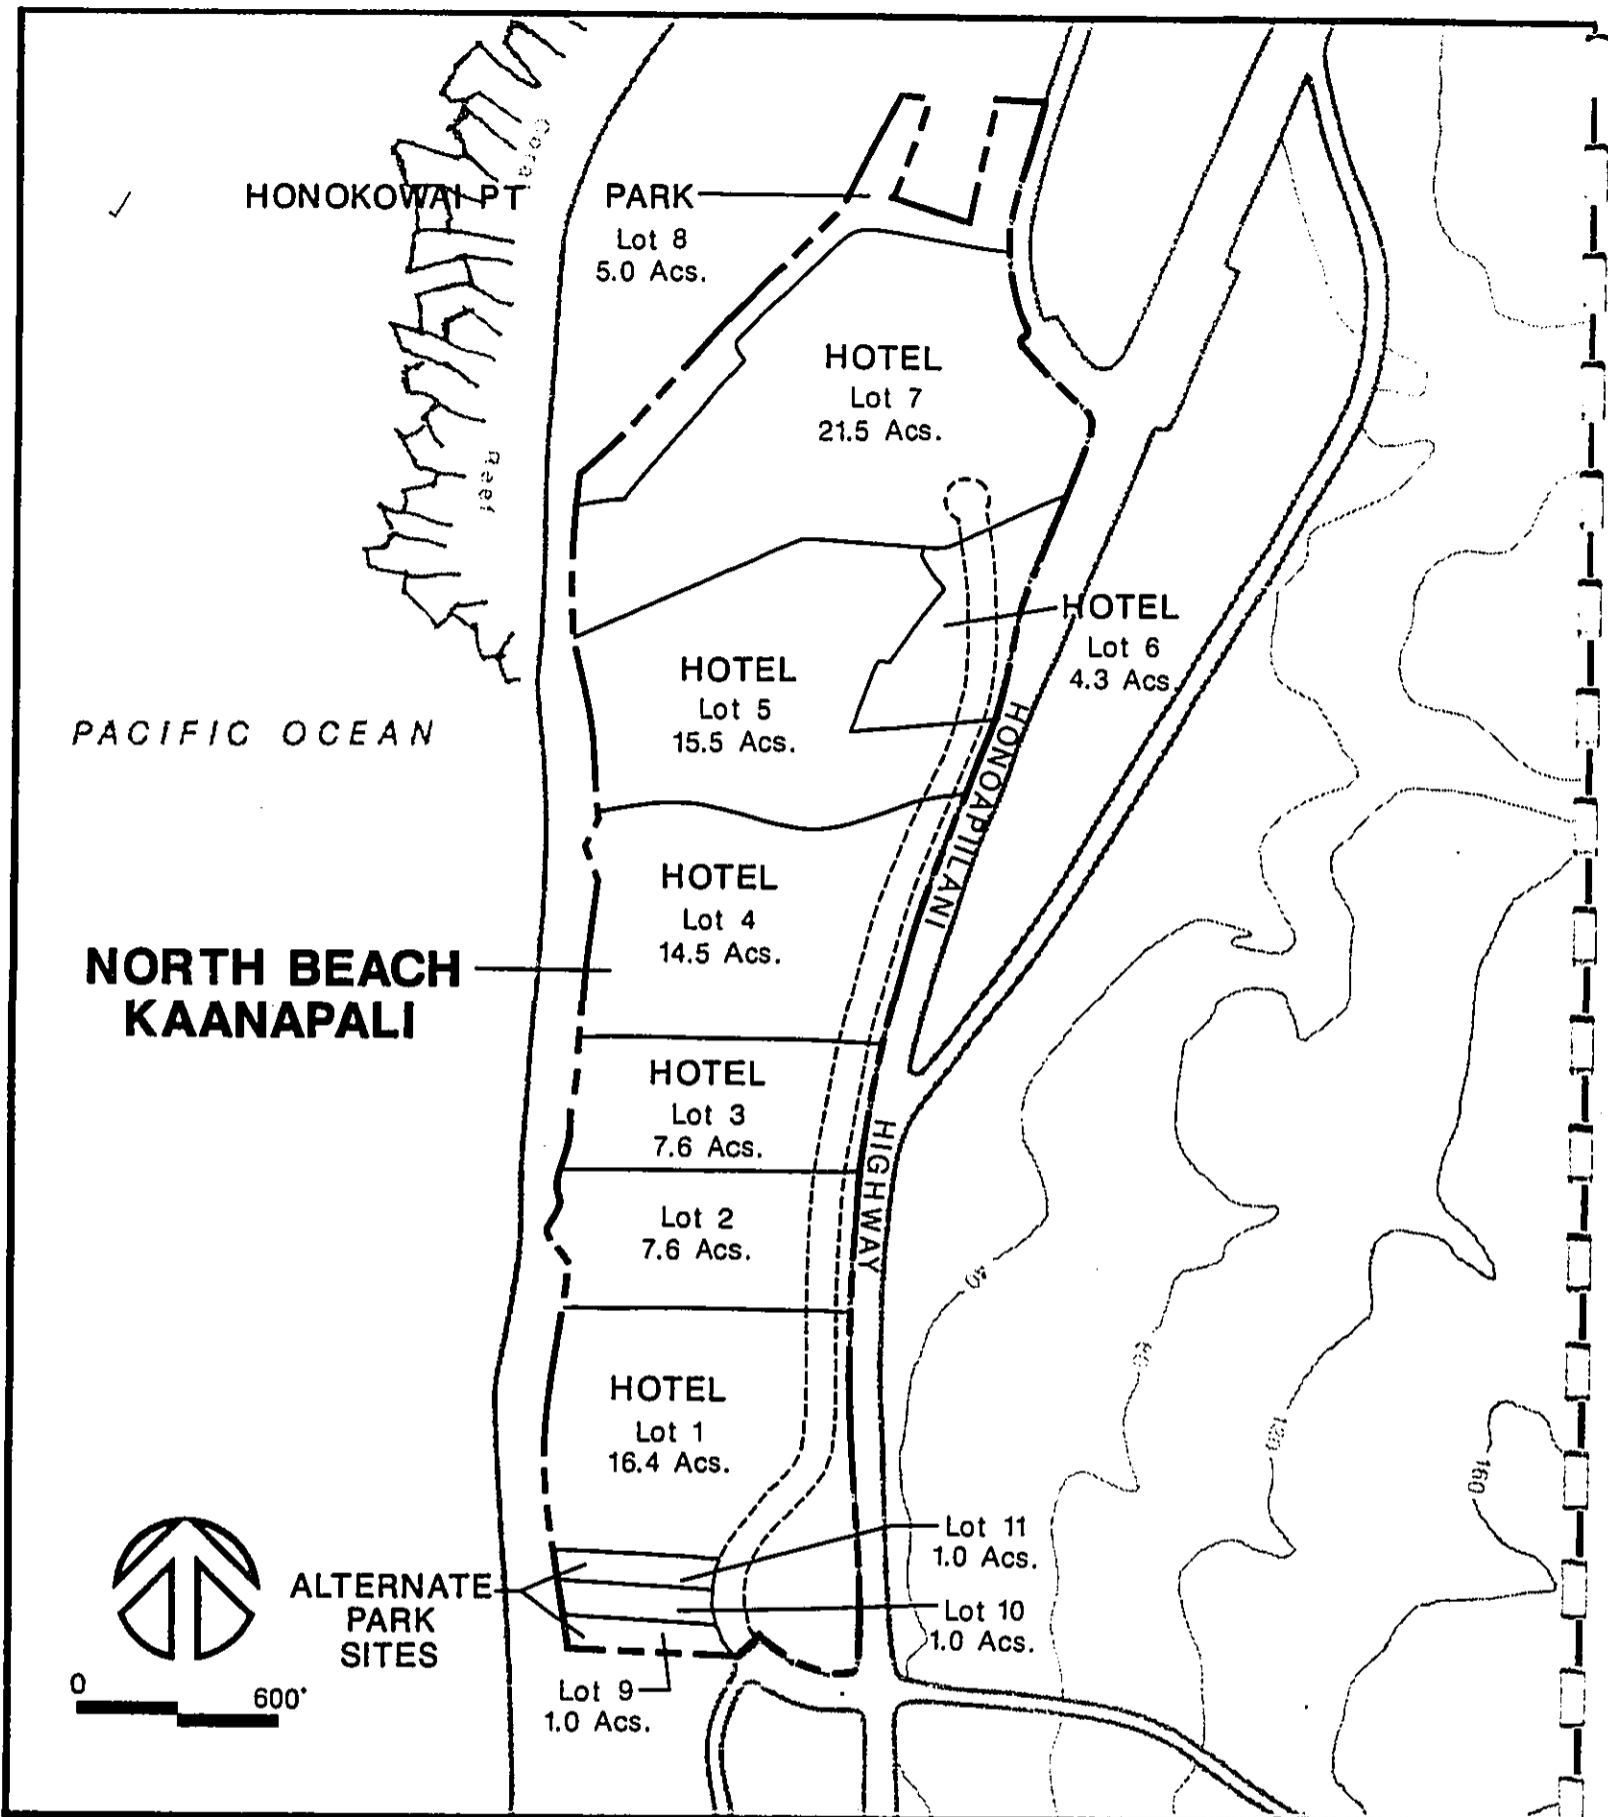 Coral
HONOKOWAI PT
PARK
Lot 8
5.0 Acs.
HOTEL
Lot 7
21.5 Acs.
Reef
HOTEL
Lot 6
4.3 Acs.
HOTEL
Lot 5
15.5 Acs.
PACIFIC OCEAN
HONOAPIILANI
HOTEL
Lot 4
14.5 Acs.
NORTH BEACH
KAANAPALI
HOTEL
Lot 3
7.6 Acs.
HIGHWAY
Lot 2
7.6 Acs.
40
80
HOTEL
Lot 1
16.4 Acs.
120
160
Lot 11
1.0 Acs.
ALTERNATE
PARK
SITES
Lot 10
1.0 Acs.
0 600'
Lot 9
1.0 Acs.